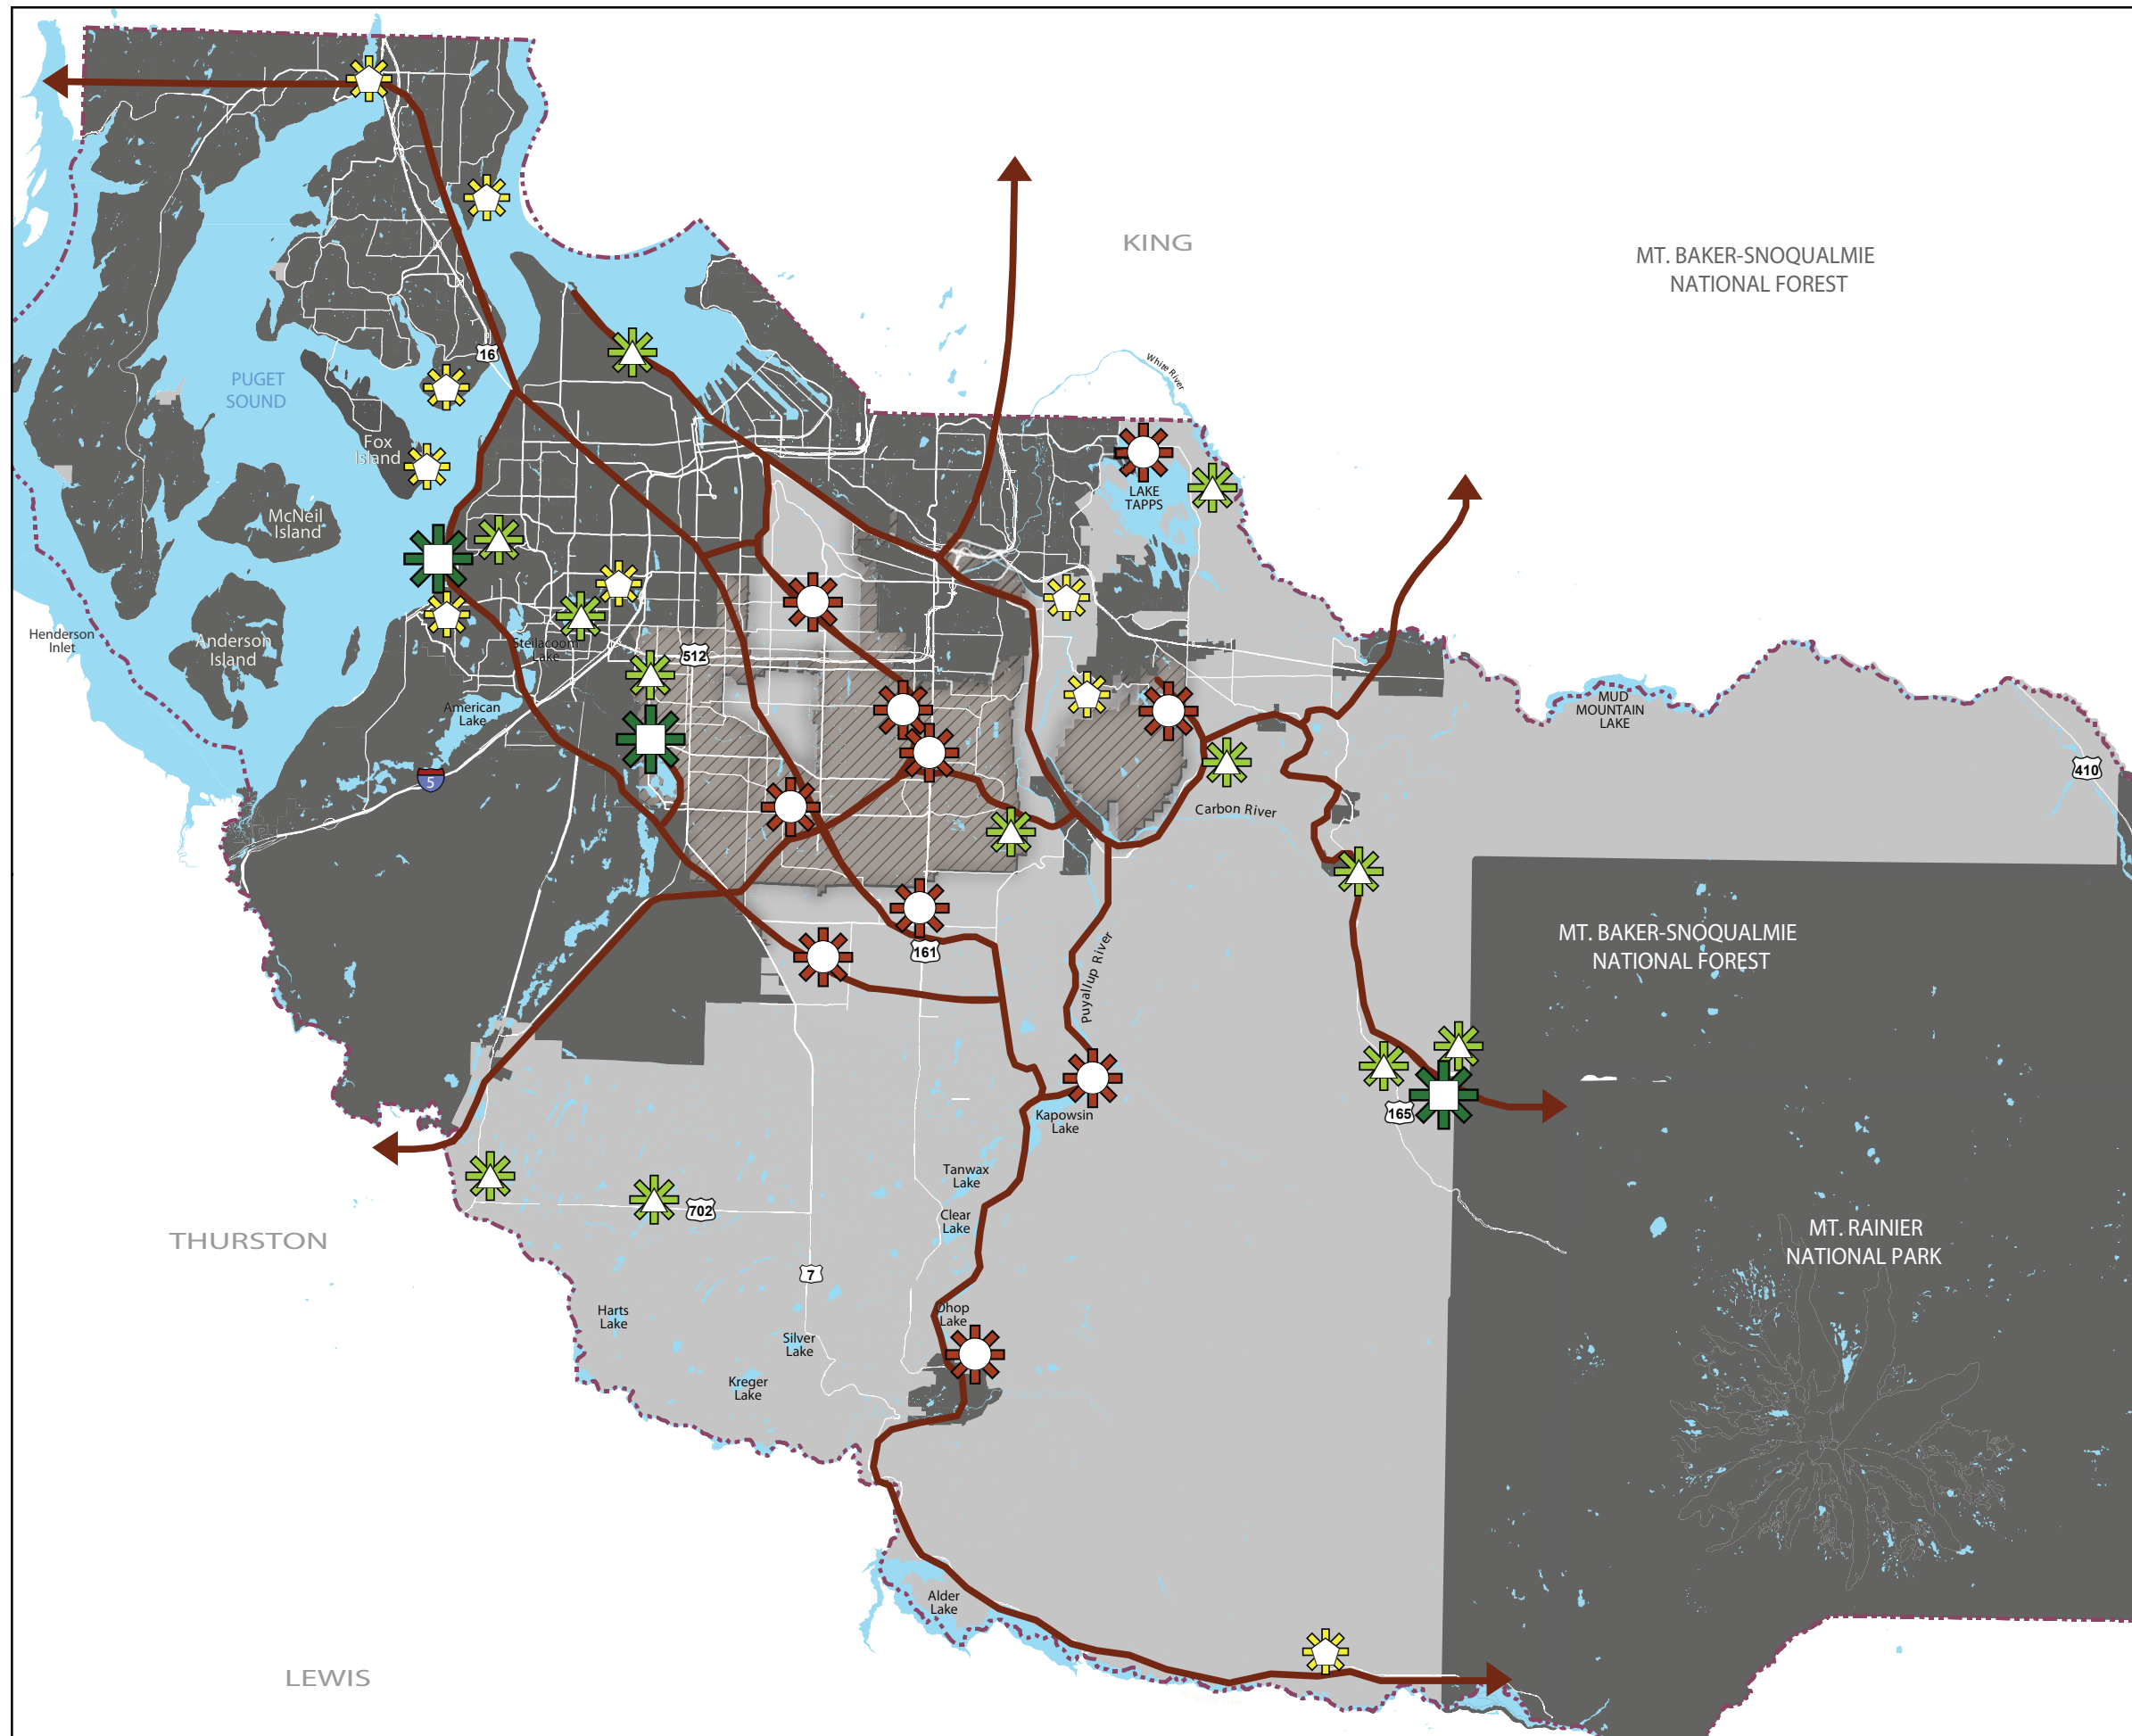 KING
MT. BAKER-SNOQUALMIE
NATIONAL FOREST
16
White River
PUGET
SOUND
Fox
Island
LAKE
TAPPS
McNeil
Island
Henderson
Inlet
Anderson
Island
Steilacoom
Lake
512
American
Lake
MUD
MOUNTAIN
LAKE
5
410
Carbon River
MT. BAKER-SNOQUALMIE
NATIONAL FOREST
161
Puyallup River
165
Kapowsin
Lake
Tanwax
Lake
702
Clear
Lake
THURSTON
MT. RAINIER
NATIONAL PARK
7
Harts
Lake
Ohop
Lake
Silver
Lake
Kreger
Lake
Alder
Lake
LEWIS